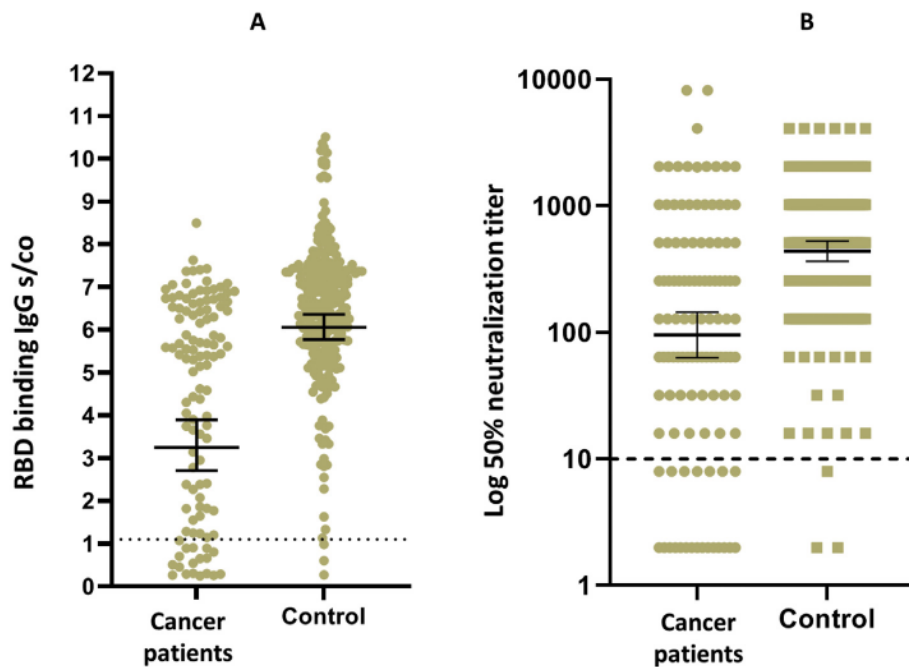 A
RBD binding IgG s/co
12
11
10
9
8
7
6
5
4
3
2
1
0
Cancer
patients
Control
B
Log 50% neutralization titer
10000
1000
100
10
1
Cancer
patients
Control